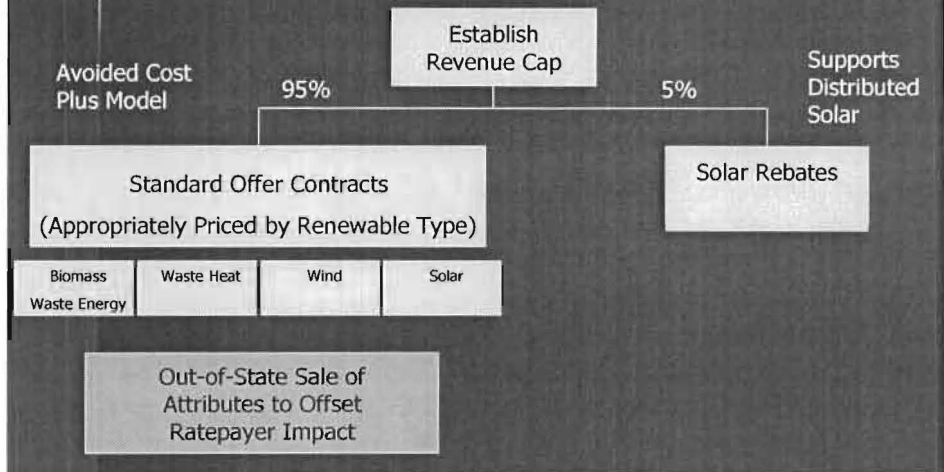 Establish
Revenue Cap
Avoided Cost
Plus Model
95%
5%
Supports
Distributed
Solar
Standard Offer Contracts
(Appropriately Priced by Renewable Type)
Solar Rebates
Biomass
Waste Energy
Waste Heat
Wind
Solar
Out-of-State Sale of
Attributes to Offset
Ratepayer Impact